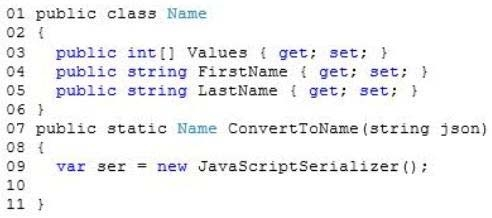 01 public class Name
02 {
03 public int[] Values { get; set; }
04 public string FirstName { get; set; }
05 public string LastName { get; set; }
06 }
07 public static Name ConvertToName(string json)
08 {
09 var ser = new JavaScriptSerializer();
10
11 }